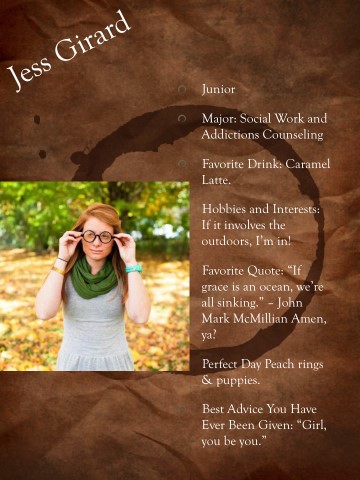 Jess Girard
Junior
Major: Social Work and
Addictions Counseling
Favorite Drink: Caramel
Latte.
Hobbies and Interests:
If it involves the
outdoors, I'm in!
Favorite Quote: “If
grace is an ocean, we're
all sinking.” – John
Mark McMillian Amen,
ya?
Perfect Day Peach rings
& puppies.
Best Advice You Have
Ever Been Given: “Girl,
you be you.”